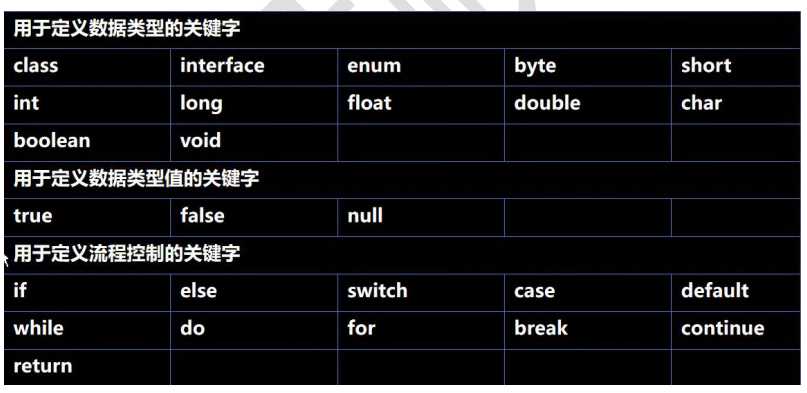 用于定义数据类型的关键字
class interface enum byte short
int long float double char
boolean void
用于定义数据类型值的关键字
true false null
用于定义流程控制的关键字
if else switch case default
while do for break continue
return